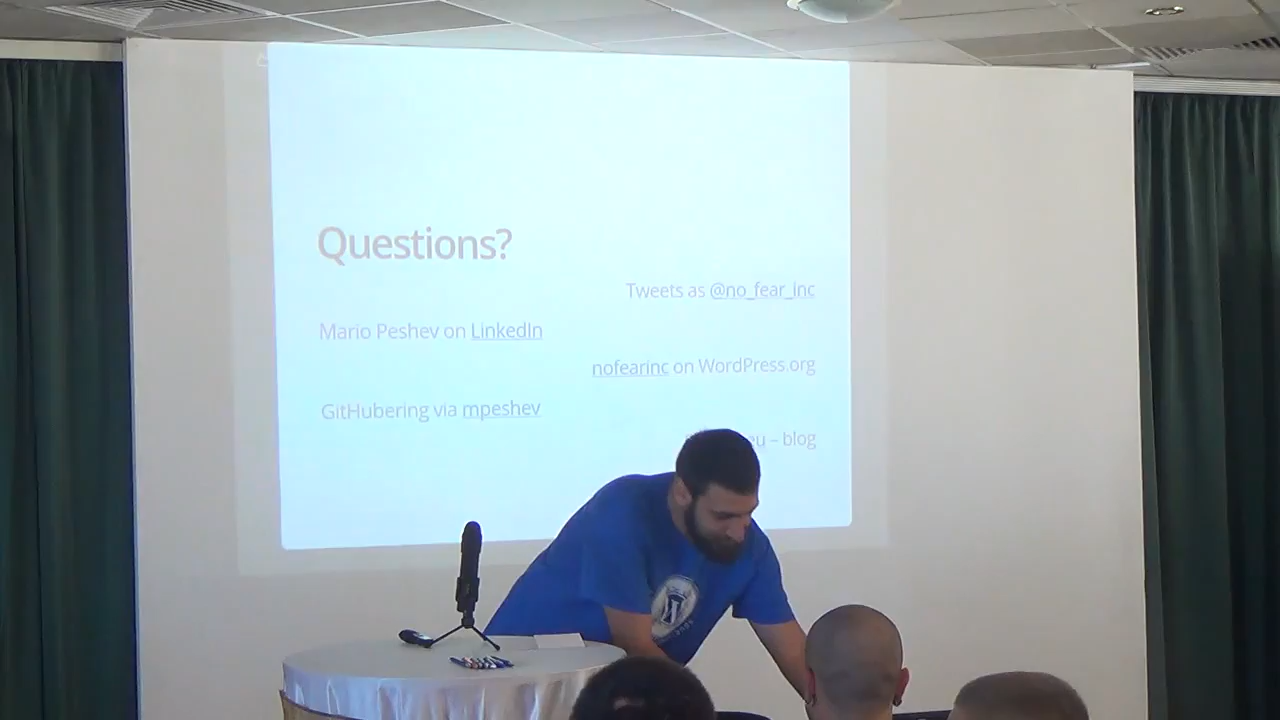 Questions?
Tweets as @no_fear_inc
Mario Peshev on LinkedIn
nofearinc on WordPress.org
GitHubering via mpeshev
– blog